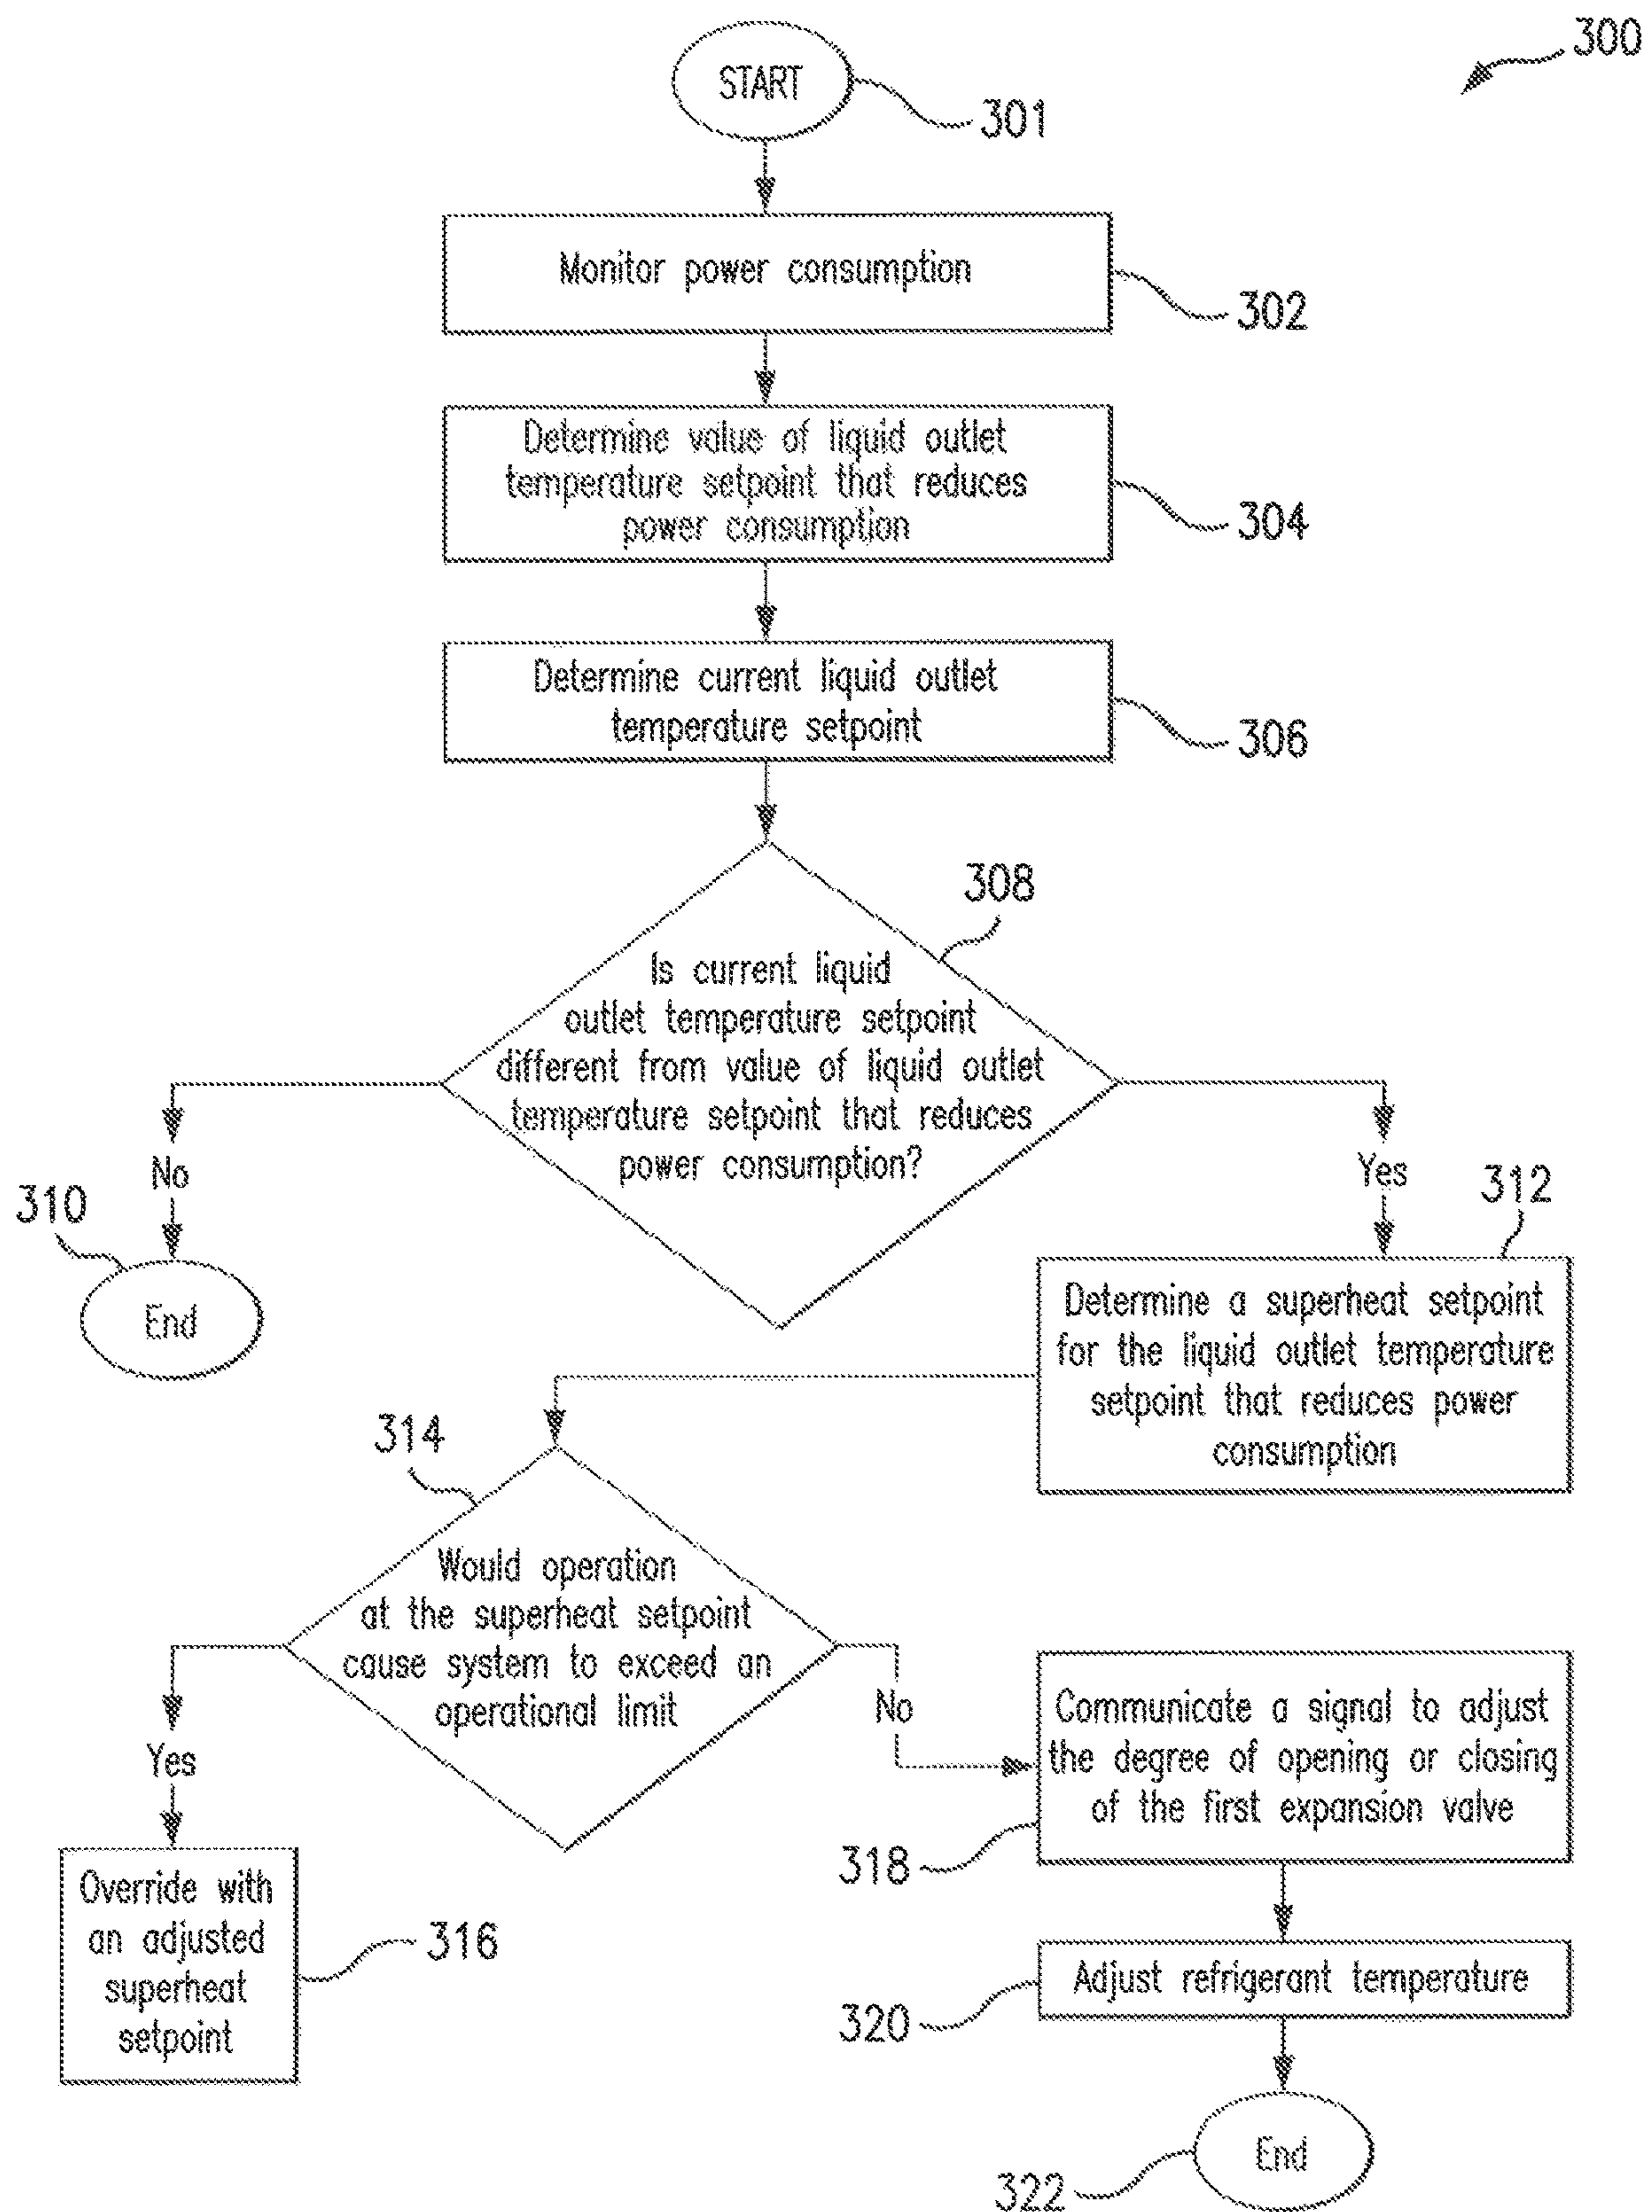 300
START
301
Monitor power consumption
302
Determine value of liquid outlet
temperature setpoint that reduces
power consumption
304
Determine current liquid outlet
temperature setpoint
306
308
Is current liquid
outlet temperature setpoint
different from value of liquid outlet
temperature setpoint that reduces
power consumption?
No
Yes
310
End
312
Determine a superheat setpoint
for the liquid outlet temperature
setpoint that reduces power
consumption
314
Would operation
at the superheat setpoint
cause system to exceed an
operational limit
Yes
No
Override with
an adjusted
superheat
setpoint
316
Communicate a signal to adjust
the degree of opening or closing
of the first expansion valve
318
Adjust refrigerant temperature
320
End
322